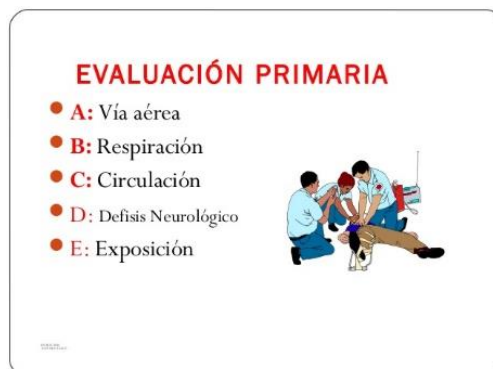 EVALUACIÓN PRIMARIA
A: Vía aérea
B: Respiración
C: Circulación
D: Defisis Neurológico
E: Exposición